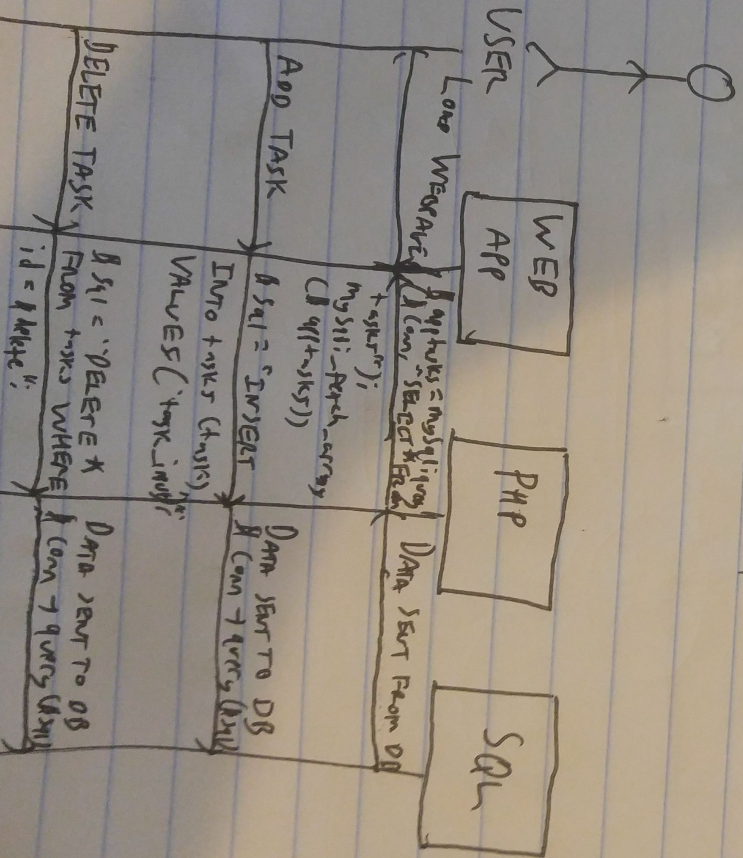 USER
WEB
APP
PHP
SQL
LOAD WEBPAGE
$apptasks = mysqli_query
($conn, "SELECT * FROM
tasks");
mysqli_fetch_array
($apptasks))
DATA SENT FROM DB
ADD TASK
$sql = "INSERT
INTO tasks (task)
VALUES('task_input')";
DATA SENT TO DB
$conn → query($sql)
DELETE TASK
$sql = "DELETE *
FROM tasks WHERE
id = $delete";
DATA SENT TO DB
$conn → query($sql)